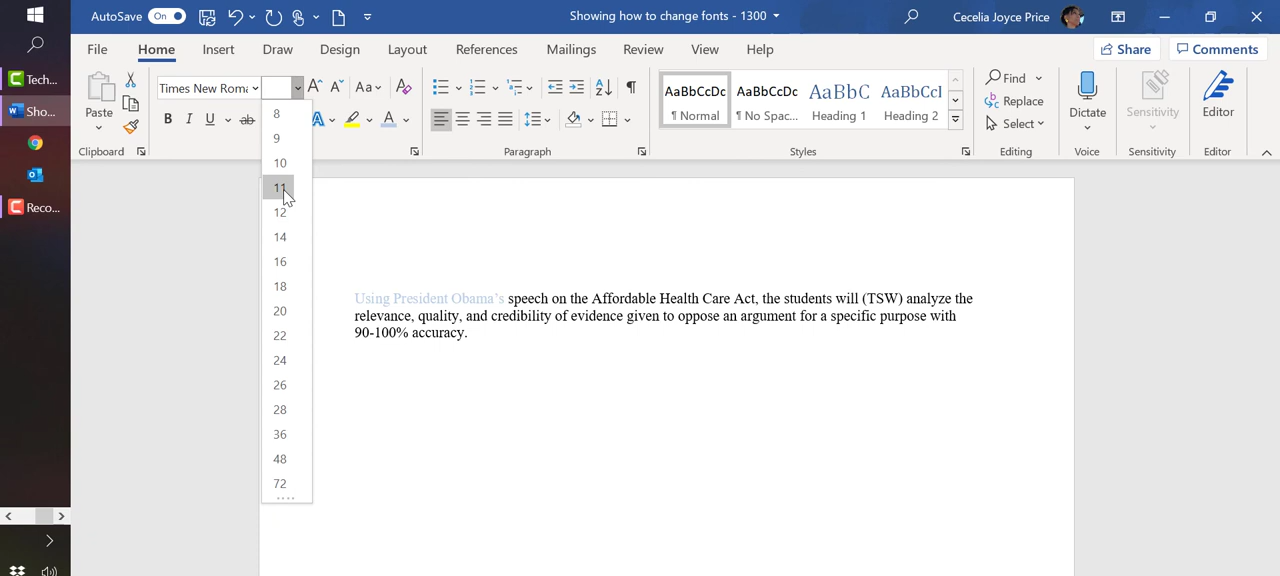 AutoSave On
Showing how to change fonts - 1300
Cecelia Joyce Price
File Home Insert Draw Design Layout References Mailings Review View Help
Share Comments
Tech...
Sho...
Reco...
Paste
Clipboard
Times New Roma
Aa
B I U ab
A A
8
9
10
11
12
14
16
18
20
22
24
26
28
36
48
72
Paragraph
AaBbCcDc AaBbCcDc AaBbC AaBbCcI
¶ Normal ¶ No Spac... Heading 1 Heading 2
Styles
Find
Replace
Select
Editing
Dictate
Voice
Sensitivity
Sensitivity
Editor
Editor
Using President Obama's speech on the Affordable Health Care Act, the students will (TSW) analyze the
relevance, quality, and credibility of evidence given to oppose an argument for a specific purpose with
90-100% accuracy.